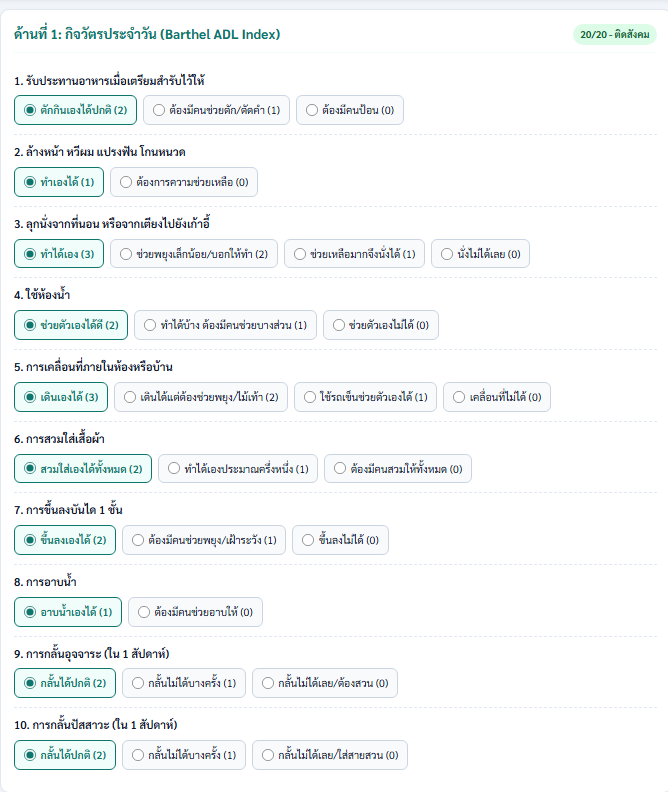 ด้านที่ 1: กิจวัตรประจำวัน (Barthel ADL Index) 20/20 - ติดสังคม
1. รับประทานอาหารเมื่อเตรียมสำรับไว้ให้
ตักกินเองได้ปกติ (2) ต้องมีคนช่วยตัก/ตัดคำ (1) ต้องมีคนป้อน (0)
2. ล้างหน้า หวีผม แปรงฟัน โกนหนวด
ทำเองได้ (1) ต้องการความช่วยเหลือ (0)
3. ลุกนั่งจากที่นอน หรือจากเตียงไปยังเก้าอี้
ทำได้เอง (3) ช่วยพยุงเล็กน้อย/บอกให้ทำ (2) ช่วยเหลือมากจึงนั่งได้ (1) นั่งไม่ได้เลย (0)
4. ใช้ห้องน้ำ
ช่วยตัวเองได้ดี (2) ทำได้บ้าง ต้องมีคนช่วยบางส่วน (1) ช่วยตัวเองไม่ได้ (0)
5. การเคลื่อนที่ภายในห้องหรือบ้าน
เดินเองได้ (3) เดินได้แต่ต้องช่วยพยุง/ไม้เท้า (2) ใช้รถเข็นช่วยตัวเองได้ (1) เคลื่อนที่ไม่ได้ (0)
6. การสวมใส่เสื้อผ้า
สวมใส่เองได้ทั้งหมด (2) ทำได้เองประมาณครึ่งหนึ่ง (1) ต้องมีคนสวมให้ทั้งหมด (0)
7. การขึ้นลงบันได 1 ชั้น
ขึ้นลงเองได้ (2) ต้องมีคนช่วยพยุง/เฝ้าระวัง (1) ขึ้นลงไม่ได้ (0)
8. การอาบน้ำ
อาบน้ำเองได้ (1) ต้องมีคนช่วยอาบให้ (0)
9. การกลั้นอุจจาระ (ใน 1 สัปดาห์)
กลั้นได้ปกติ (2) กลั้นไม่ได้บางครั้ง (1) กลั้นไม่ได้เลย/ต้องสวน (0)
10. การกลั้นปัสสาวะ (ใน 1 สัปดาห์)
กลั้นได้ปกติ (2) กลั้นไม่ได้บางครั้ง (1) กลั้นไม่ได้เลย/ใส่สายสวน (0)